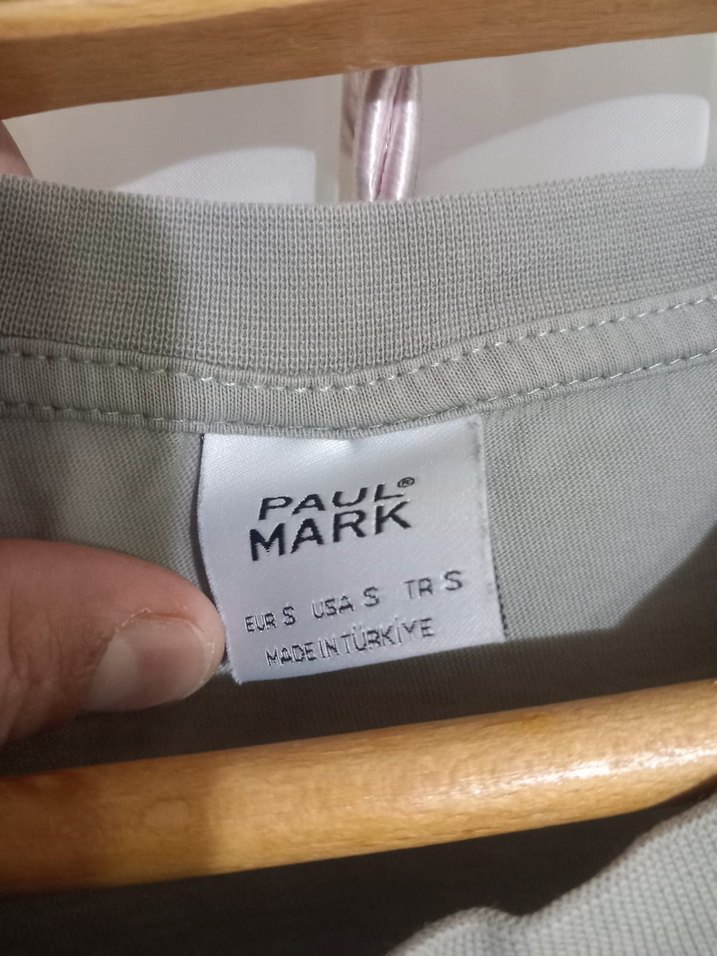 PAUL®
MARK
EUR S USA S TR S
MADE IN TÜRKİYE